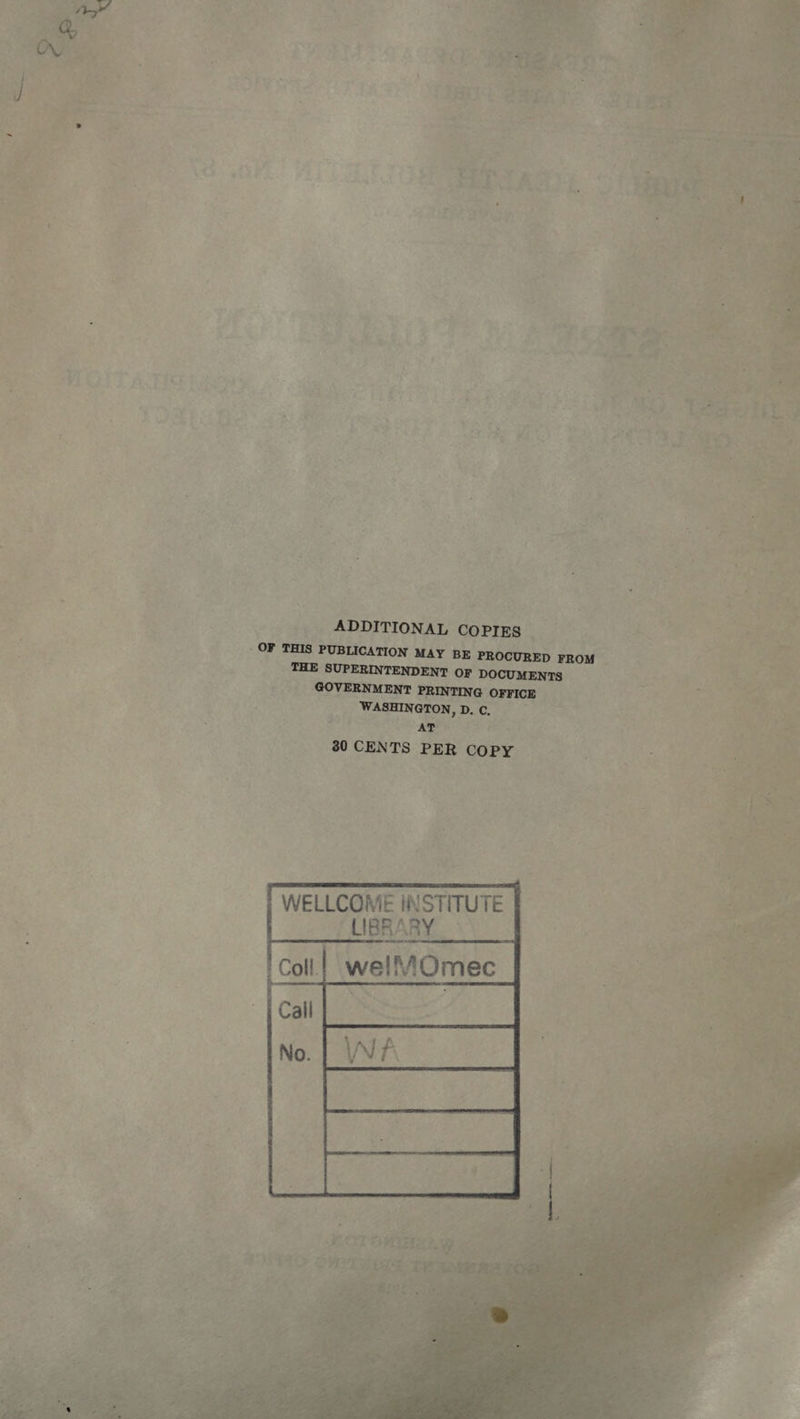 ADDITIONAL COPIES
OF THIS PUBLICATION MAY BE PROCURED FROM
THE SUPERINTENDENT OF DOCUMENTS
GOVERNMENT PRINTING OFFICE
WASHINGTON, D. C.
AT
30 CENTS PER COPY
WELLCOME INSTITUTE
LIBRARY
Coll. welMOmec
Call
No. WA